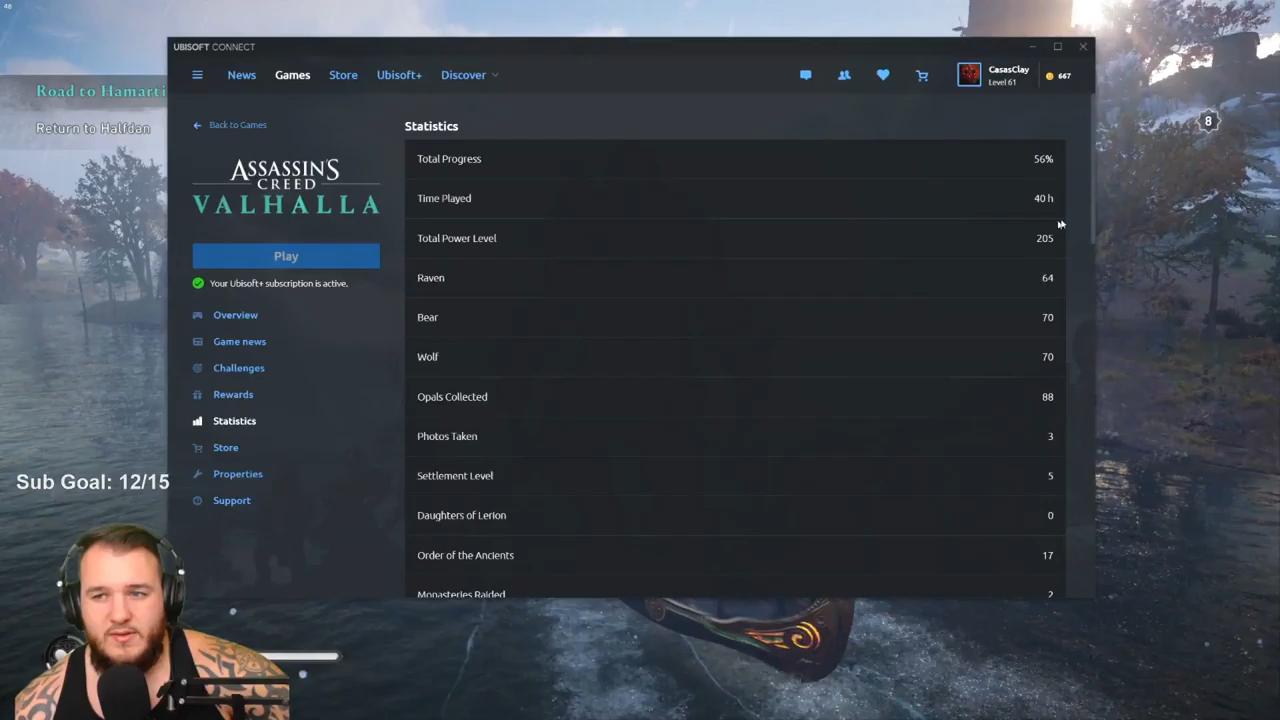 48
UBISOFT CONNECT
News Games Store Ubisoft+ Discover
CasasClay
Level 61
667
Road to Hamarti
Return to Halfdan
8
Back to Games
ASSASSIN'S
CREED
VALHALLA
Play
Your Ubisoft+ subscription is active.
Overview
Game news
Challenges
Rewards
Statistics
Store
Properties
Support
Sub Goal: 12/15
Statistics
Total Progress 56%
Time Played 40 h
Total Power Level 205
Raven 64
Bear 70
Wolf 70
Opals Collected 88
Photos Taken 3
Settlement Level 5
Daughters of Lerion 0
Order of the Ancients 17
Monasteries Raided 2